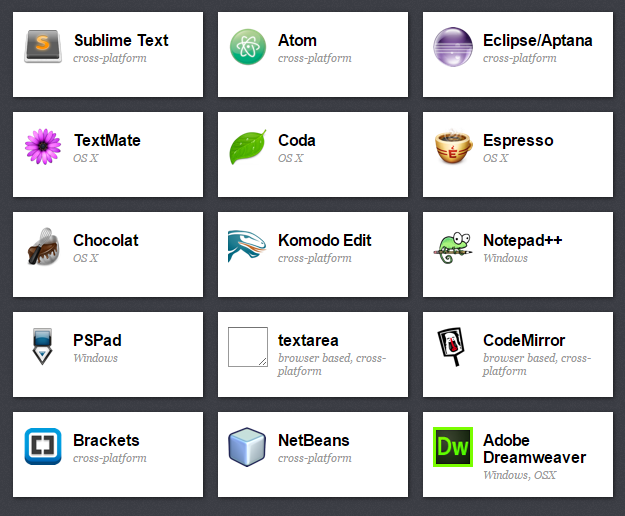 Sublime Text
cross-platform
Atom
cross-platform
Eclipse/Aptana
cross-platform
TextMate
OS X
Coda
OS X
Espresso
OS X
Chocolat
OS X
Komodo Edit
cross-platform
Notepad++
Windows
PSPad
Windows
textarea
browser based, cross-
platform
CodeMirror
browser based, cross-
platform
Brackets
cross-platform
NetBeans
cross-platform
Dw
Adobe
Dreamweaver
Windows, OSX